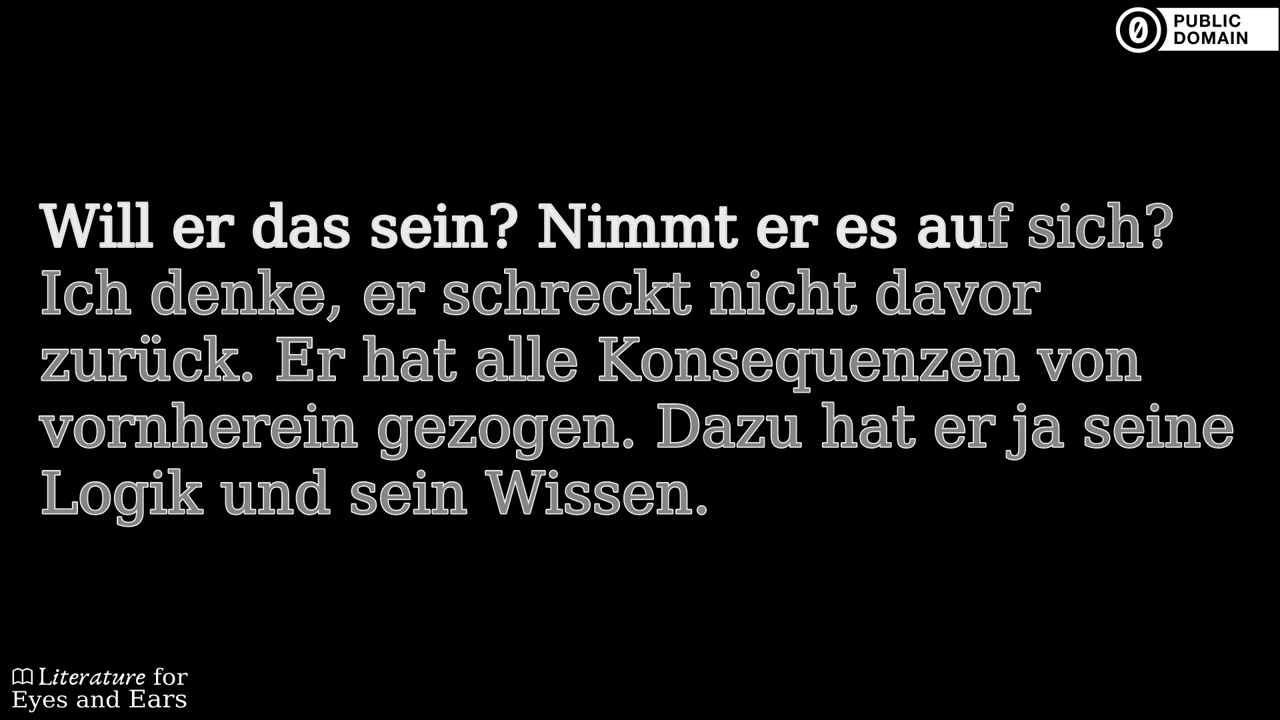 PUBLIC
DOMAIN
Will er das sein? Nimmt er es auf sich?
Ich denke, er schreckt nicht davor
zurück. Er hat alle Konsequenzen von
vornherein gezogen. Dazu hat er ja seine
Logik und sein Wissen.
Literature for
Eyes and Ears